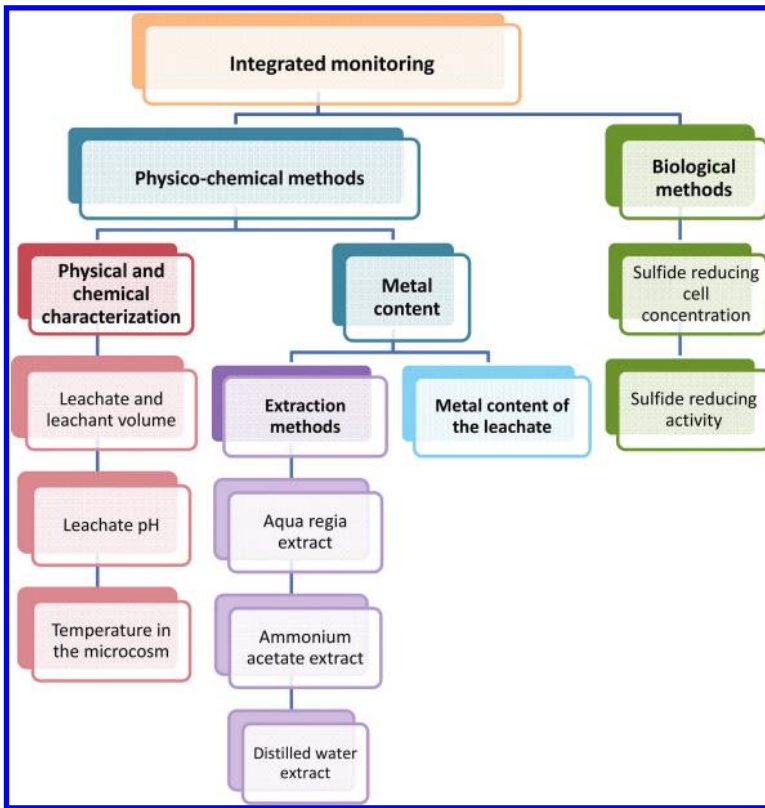 Integrated monitoring
Physico-chemical methods
Biological
methods
Physical and
chemical
characterization
Metal
content
Sulfide reducing
cell
concentration
Leachate and
leachant volume
Extraction
methods
Metal content of
the leachate
Sulfide reducing
activity
Leachate pH
Aqua regia
extract
Temperature in
the microcosm
Ammonium
acetate extract
Distilled water
extract